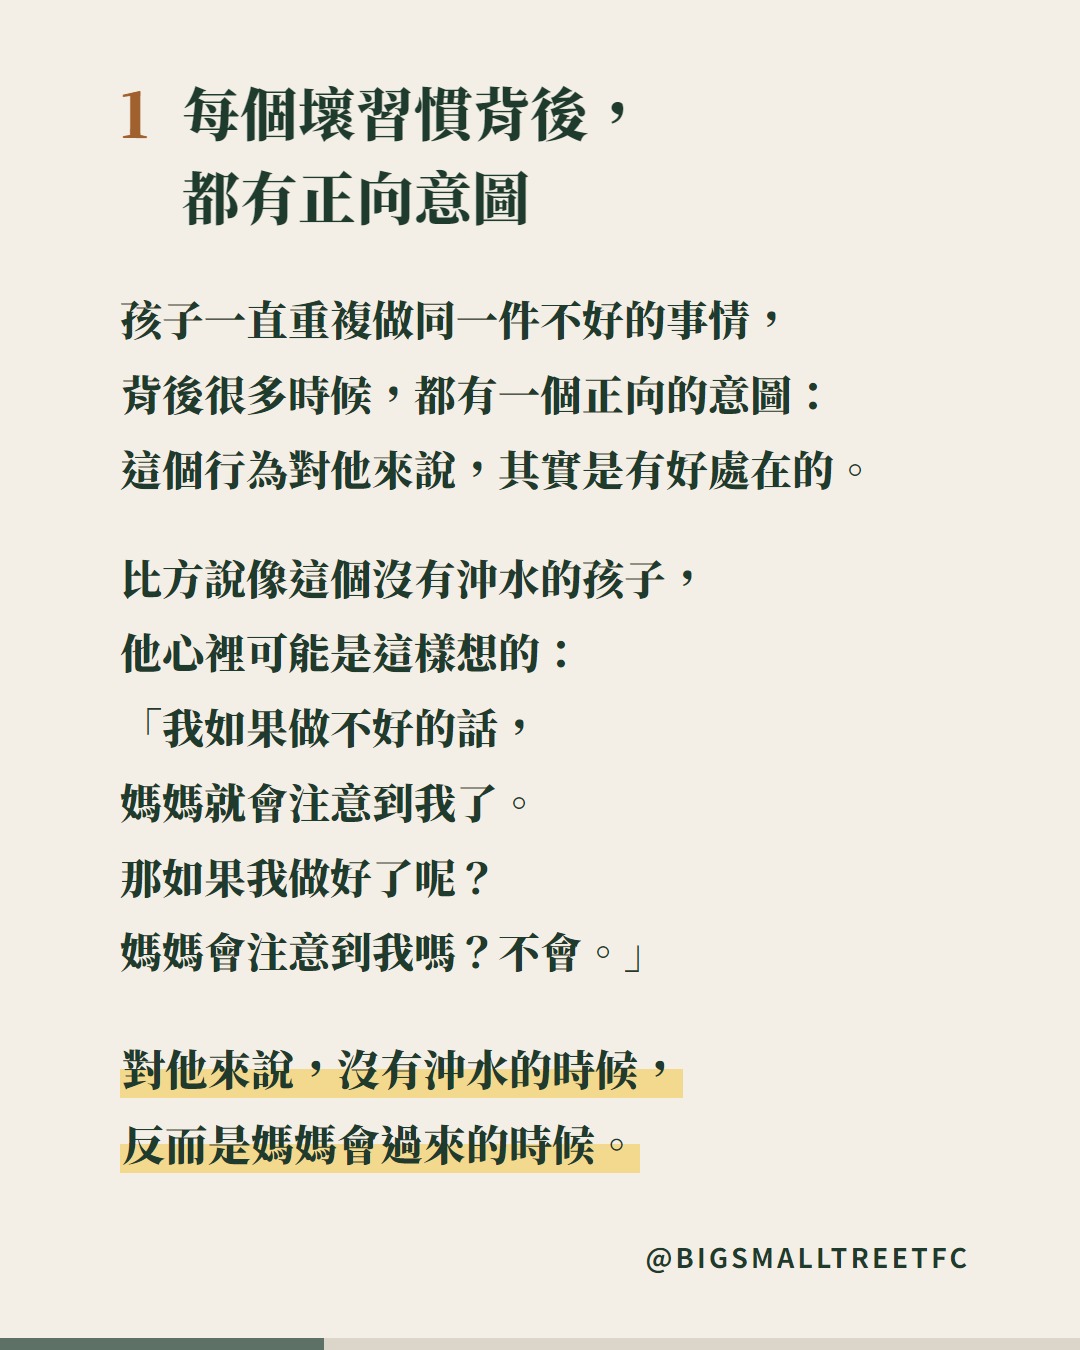 1 每個壞習慣背後，
都有正向意圖
孩子一直重複做同一件不好的事情，
背後很多時候，都有一個正向的意圖：
這個行為對他來說，其實是有好處在的。
比方說像這個沒有沖水的孩子，
他心裡可能是這樣想的：
「我如果做不好的話，
媽媽就會注意到我了。
那如果我做好了呢？
媽媽會注意到我嗎？不會。」
對他來說，沒有沖水的時候，
反而是媽媽會過來的時候。
@BIGSMALLTREETFC